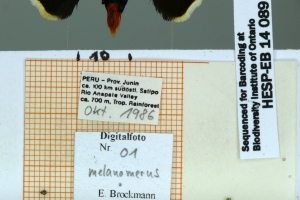 10
PERU - Prov. Junin
ca. 100 km südöstl. Satipo
Rio Anapate Valley
ca. 700 m, Trop. Rainforest
Okt. 1986
Digitalfoto
Nr 01
melanomerus
E. Brockmann
Sequenced for Barcoding at
Biodiversity Institute of Ontario
HESP-EB 14 089